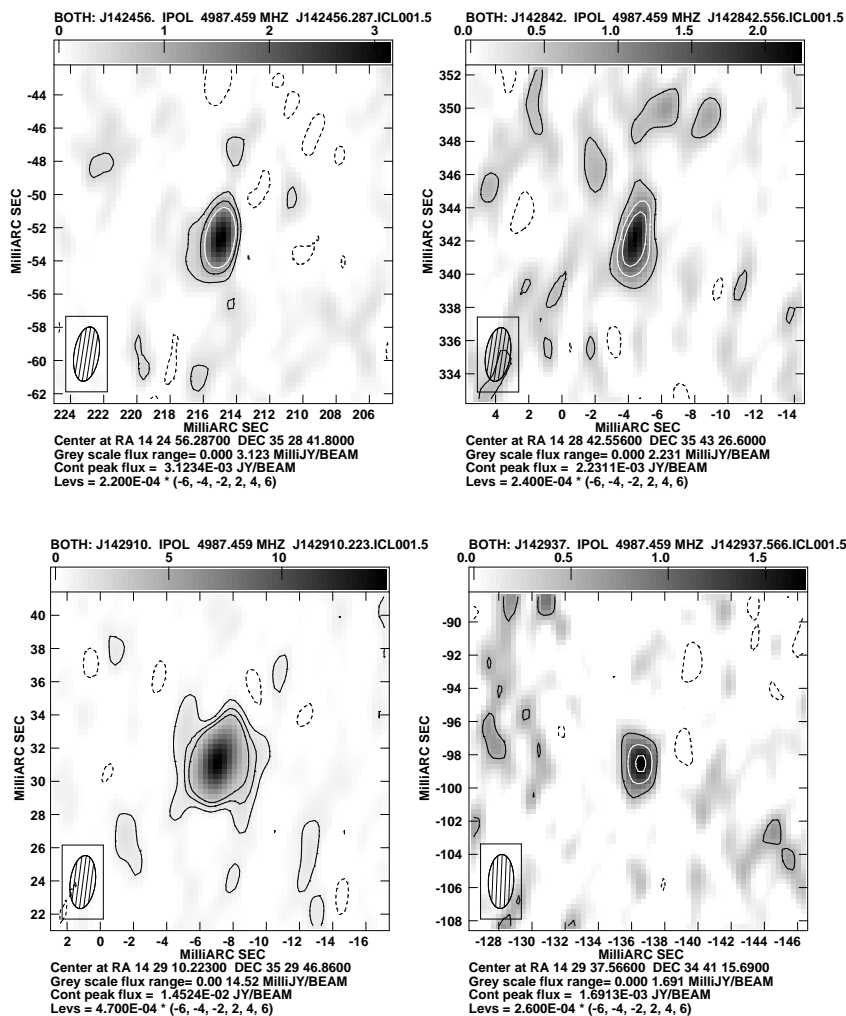 BOTH: J142456. IPOL 4987.459 MHZ J142456.287.ICL001.5
0 1 2 3
MilliARC SEC
-44
-46
-48
-50
-52
-54
-56
-58
-60
-62
224 222 220 218 216 214 212 210 208 206
MilliARC SEC
Center at RA 14 24 56.28700 DEC 35 28 41.8000
Grey scale flux range= 0.000 3.123 MilliJY/BEAM
Cont peak flux = 3.1234E-03 JY/BEAM
Levs = 2.200E-04 * (-6, -4, -2, 2, 4, 6)
BOTH: J142842. IPOL 4987.459 MHZ J142842.556.ICL001.5
0.0 0.5 1.0 1.5 2.0
MilliARC SEC
352
350
348
346
344
342
340
338
336
334
4 2 0 -2 -4 -6 -8 -10 -12 -14
MilliARC SEC
Center at RA 14 28 42.55600 DEC 35 43 26.6000
Grey scale flux range= 0.000 2.231 MilliJY/BEAM
Cont peak flux = 2.2311E-03 JY/BEAM
Levs = 2.400E-04 * (-6, -4, -2, 2, 4, 6)
BOTH: J142910. IPOL 4987.459 MHZ J142910.223.ICL001.5
0 5 10
MilliARC SEC
40
38
36
34
32
30
28
26
24
22
2 0 -2 -4 -6 -8 -10 -12 -14 -16
MilliARC SEC
Center at RA 14 29 10.22300 DEC 35 29 46.8600
Grey scale flux range= 0.00 14.52 MilliJY/BEAM
Cont peak flux = 1.4524E-02 JY/BEAM
Levs = 4.700E-04 * (-6, -4, -2, 2, 4, 6)
BOTH: J142937. IPOL 4987.459 MHZ J142937.566.ICL001.5
0.0 0.5 1.0 1.5
MilliARC SEC
-90
-92
-94
-96
-98
-100
-102
-104
-106
-108
-128 -130 -132 -134 -136 -138 -140 -142 -144 -146
MilliARC SEC
Center at RA 14 29 37.56600 DEC 34 41 15.6900
Grey scale flux range= 0.000 1.691 MilliJY/BEAM
Cont peak flux = 1.6913E-03 JY/BEAM
Levs = 2.600E-04 * (-6, -4, -2, 2, 4, 6)